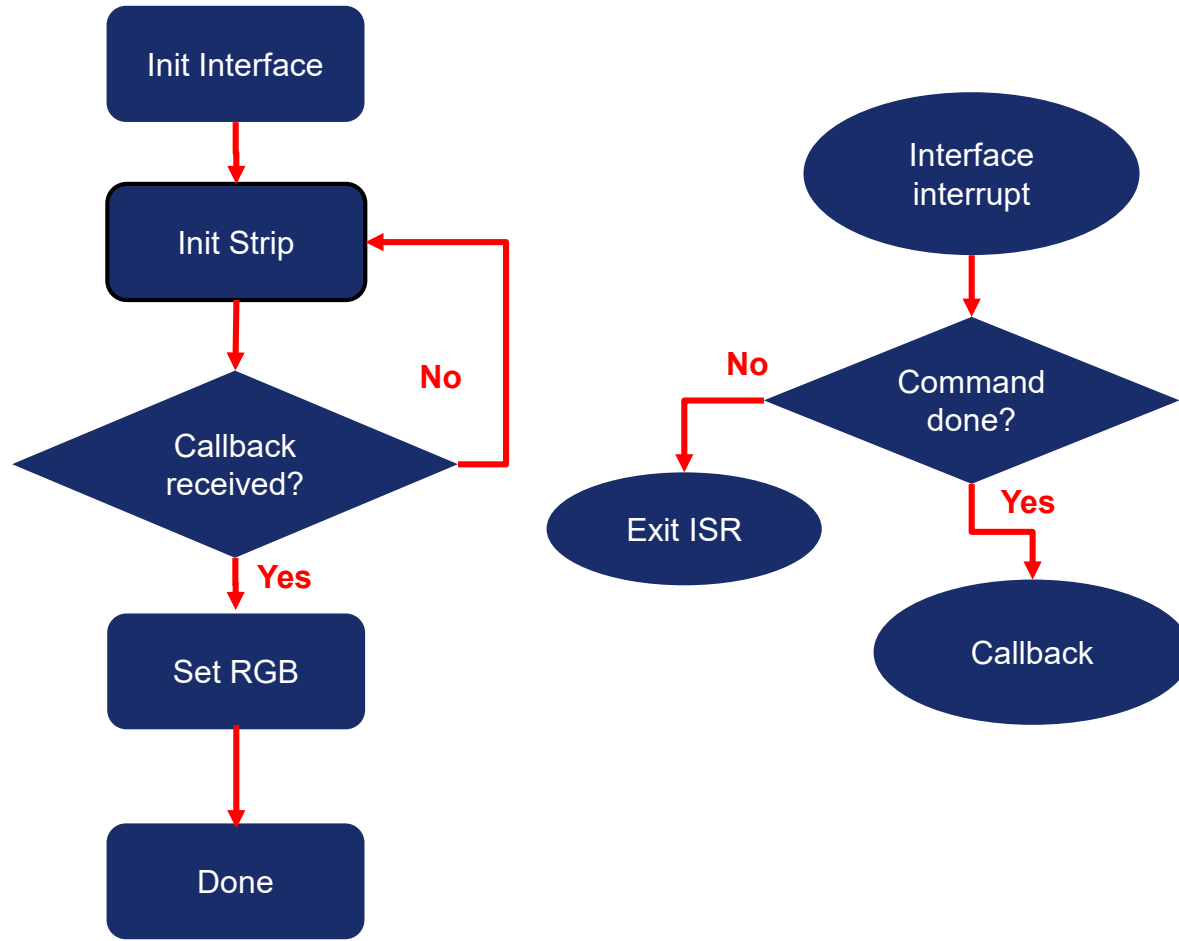 Init Interface
Init Strip
No
Callback
received?
Yes
Set RGB
Done
Interface
interrupt
No
Command
done?
Yes
Exit ISR
Callback